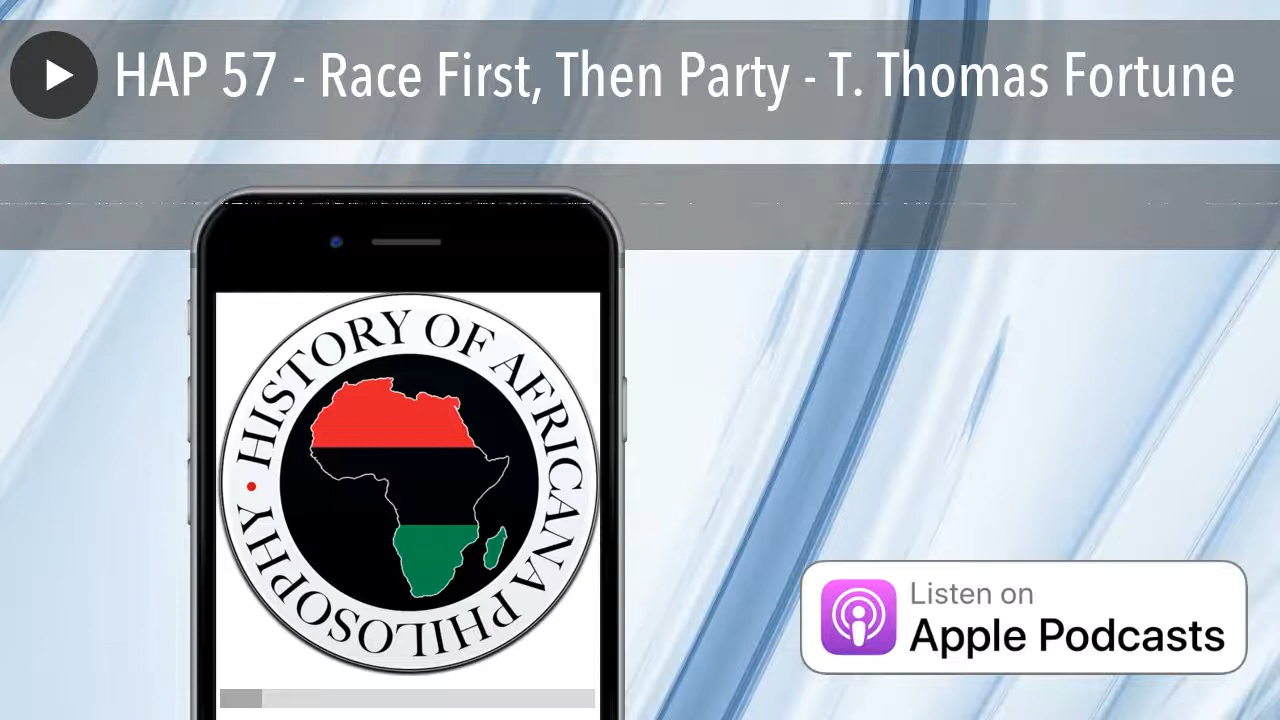 HAP 57 - Race First, Then Party - T. Thomas Fortune
HISTORY OF AFRICANA PHILOSOPHY
Listen on
Apple Podcasts